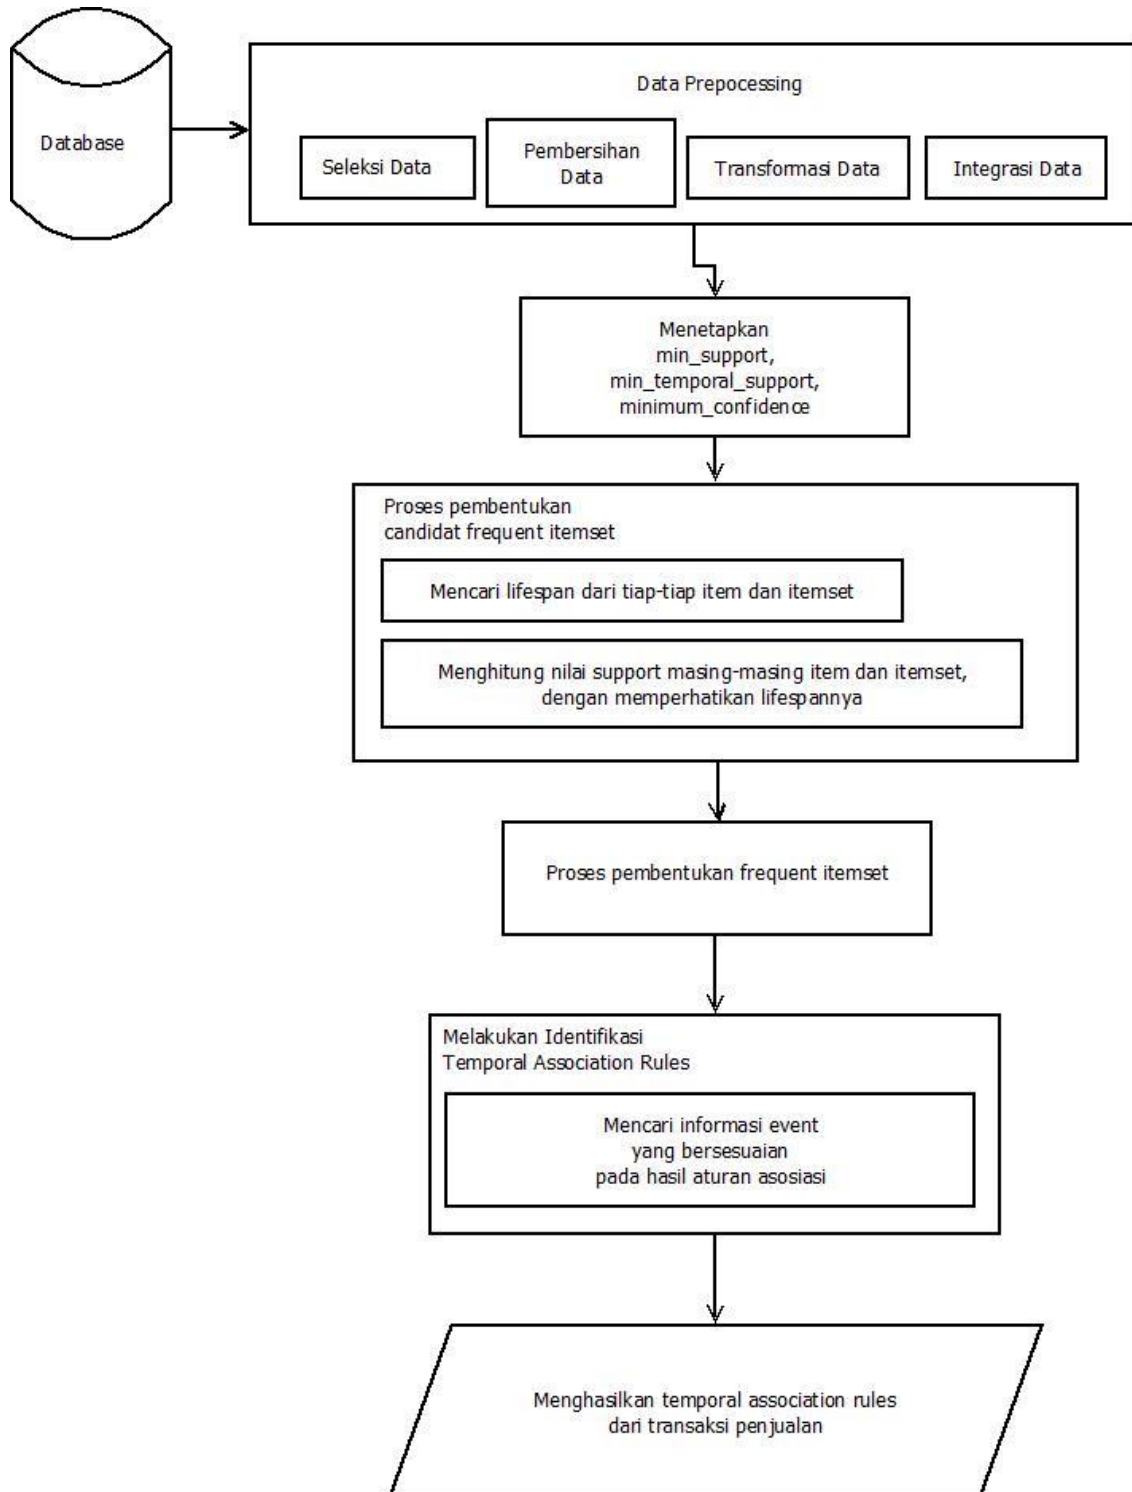 Database
Data Prepocessing
Seleksi Data
Pembersihan
Data
Transformasi Data
Integrasi Data
Menetapkan
min_support,
min_temporal_support,
minimum_confidence
Proses pembentukan
candidat frequent itemset
Mencari lifespan dari tiap-tiap item dan itemset
Menghitung nilai support masing-masing item dan itemset,
dengan memperhatikan lifespannya
Proses pembentukan frequent itemset
Melakukan Identifikasi
Temporal Association Rules
Mencari informasi event
yang bersesuaian
pada hasil aturan asosiasi
Menghasilkan temporal association rules
dari transaksi penjualan